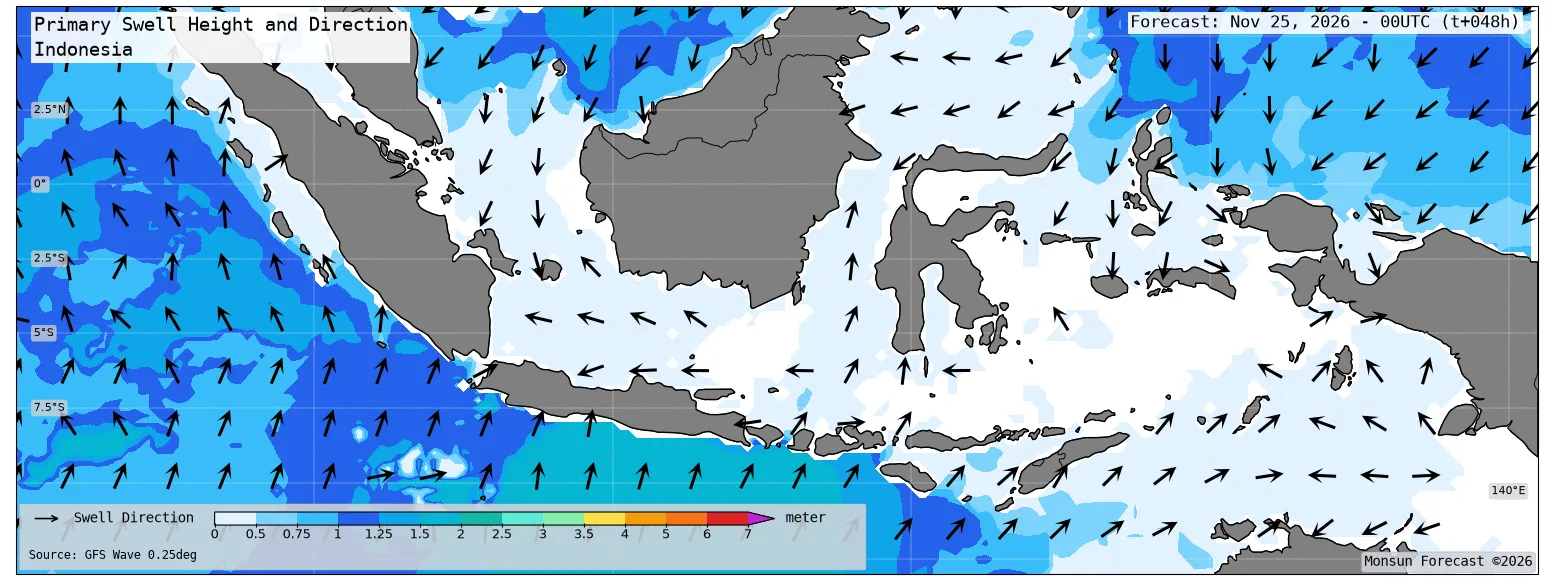 Primary Swell Height and Direction
Indonesia
Forecast: Nov 25, 2026 - 00UTC (t+048h)
2.5°N
0°
2.5°S
5°S
7.5°S
140°E
Swell Direction
0 0.5 0.75 1 1.25 1.5 2 2.5 3 3.5 4 5 6 7
meter
Source: GFS Wave 0.25deg
Monsun Forecast ©2026